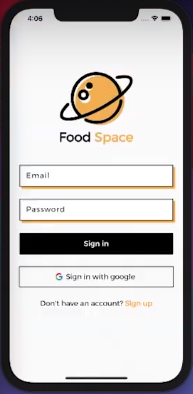 4:06
Food Space
Email
Password
Sign in
Sign in with google
Don't have an account? Sign up